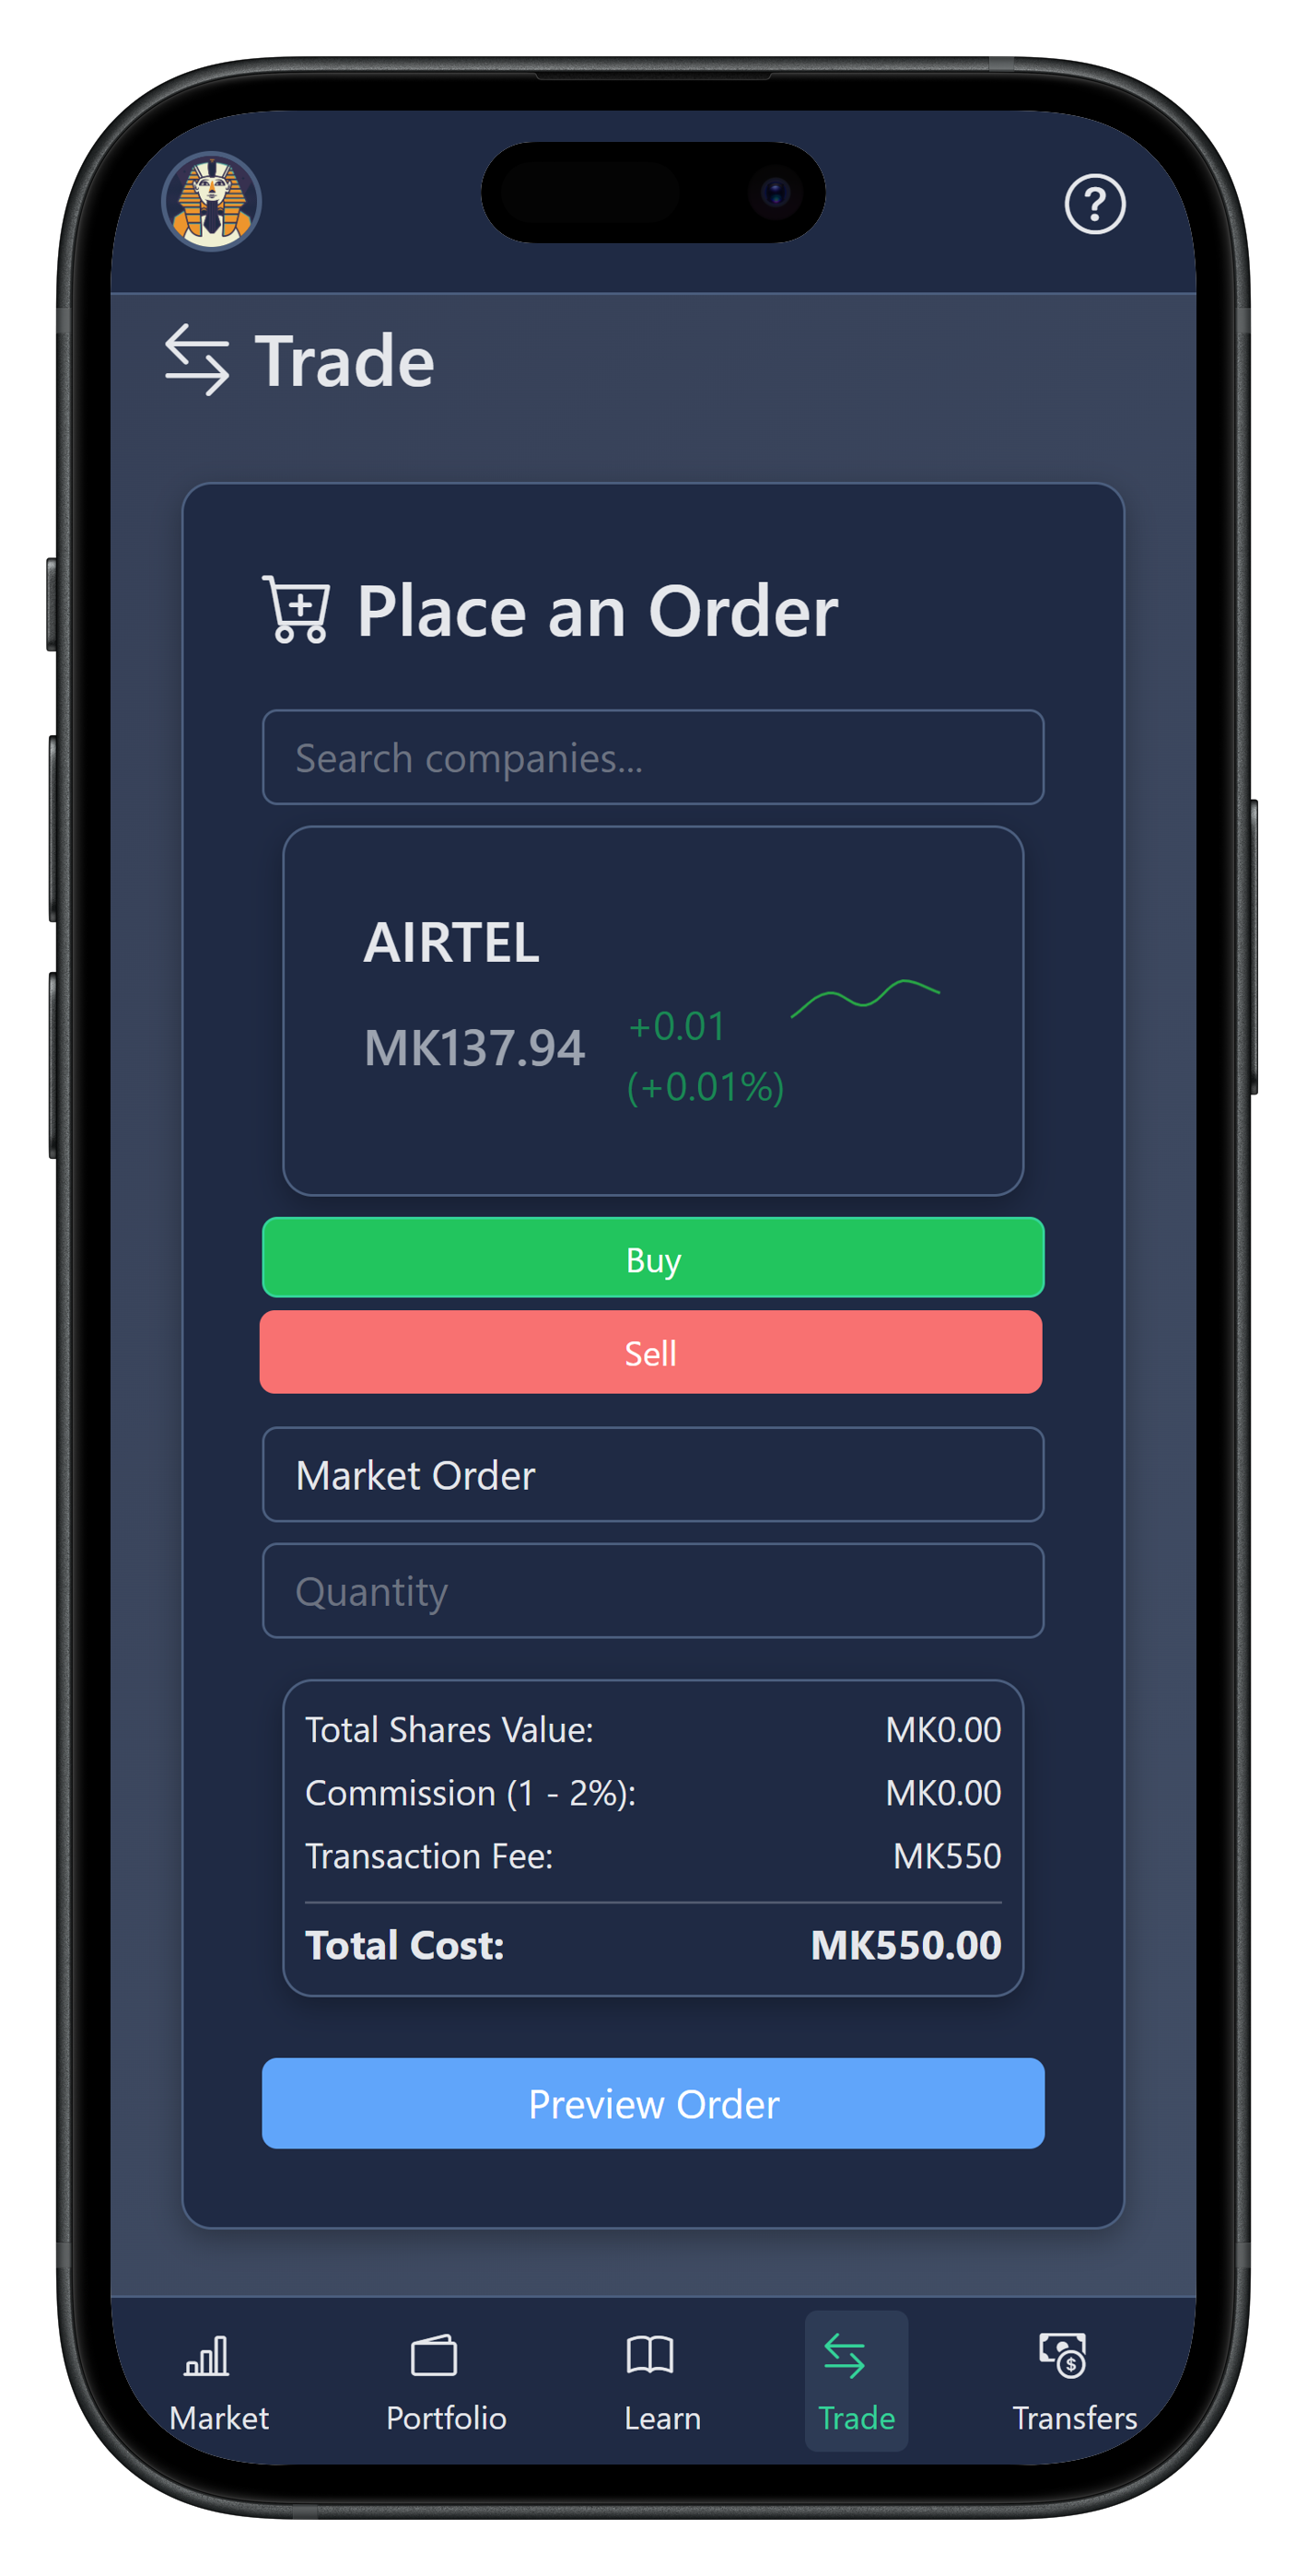 Trade
Place an Order
Search companies...
AIRTEL
MK137.94
+0.01
(+0.01%)
Buy
Sell
Market Order
Quantity
Total Shares Value: MK0.00
Commission (1 - 2%): MK0.00
Transaction Fee: MK550
Total Cost: MK550.00
Preview Order
Market Portfolio Learn Trade Transfers